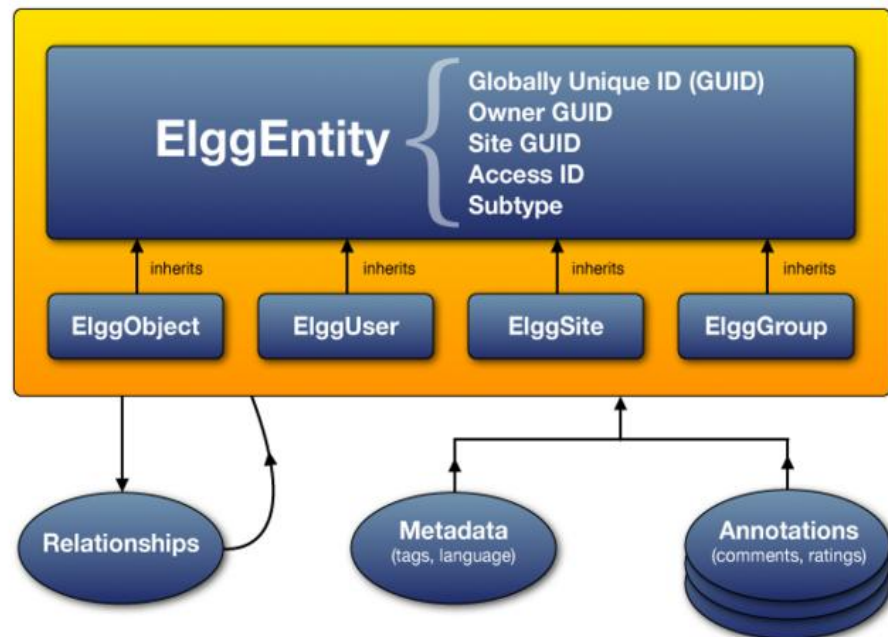 ElggEntity
Globally Unique ID (GUID)
Owner GUID
Site GUID
Access ID
Subtype
inherits
inherits
inherits
inherits
ElggObject
ElggUser
ElggSite
ElggGroup
Relationships
Metadata
(tags, language)
Annotations
(comments, ratings)